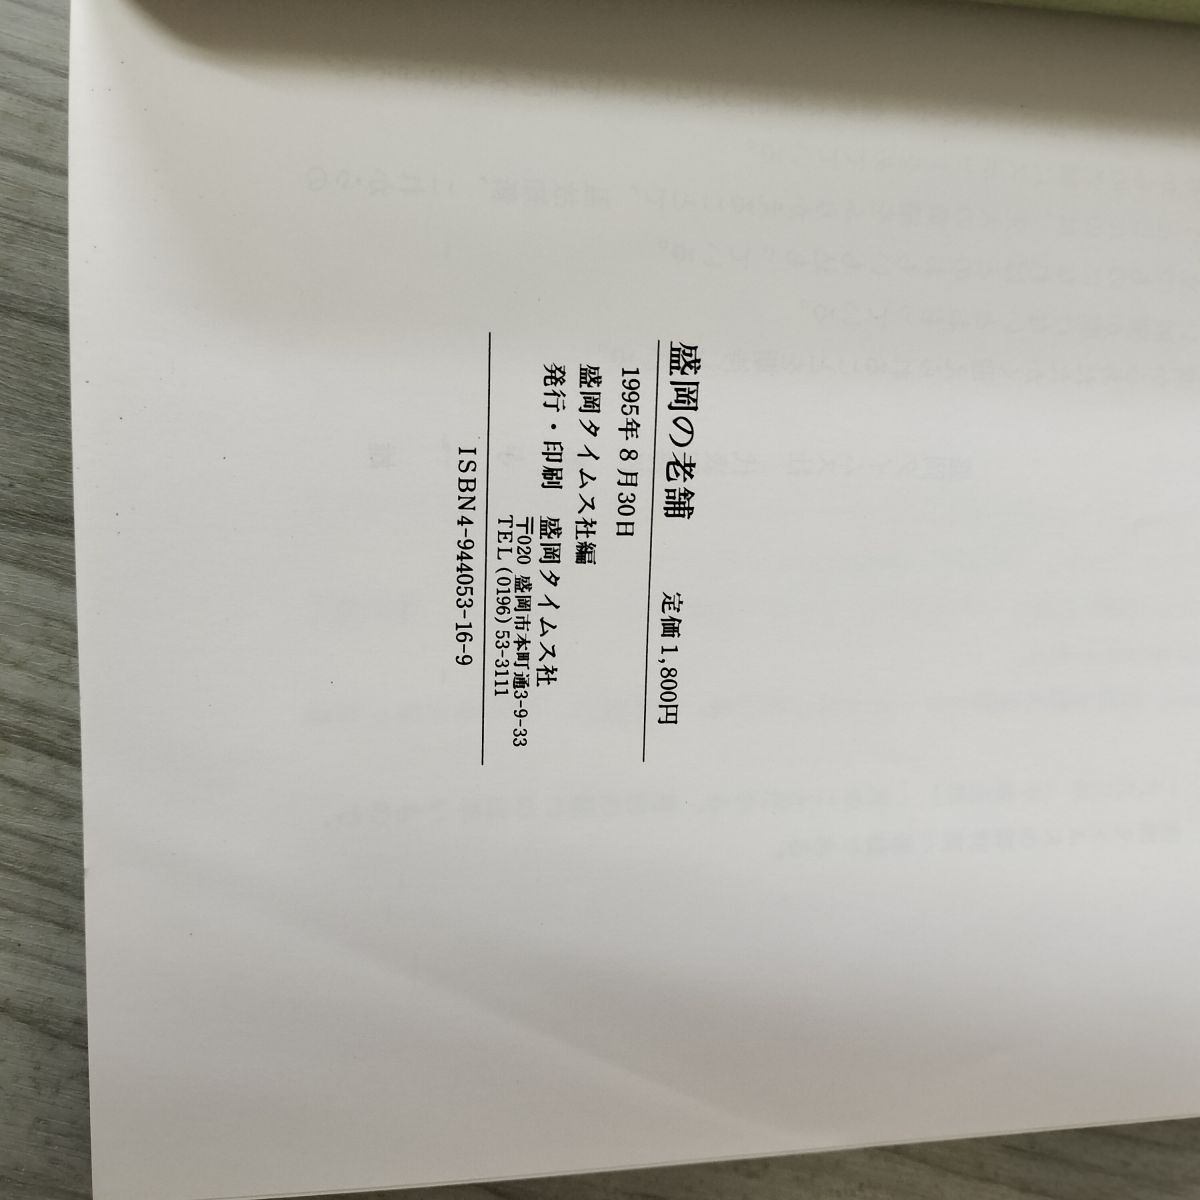 盛岡の老舗　定価1,800円
1995年8月30日
盛岡タイムス社編
発行・印刷　盛岡タイムス社
〒020 盛岡市本町通3-9-33
TEL(0196)53-3111
ISBN4-944053-16-9